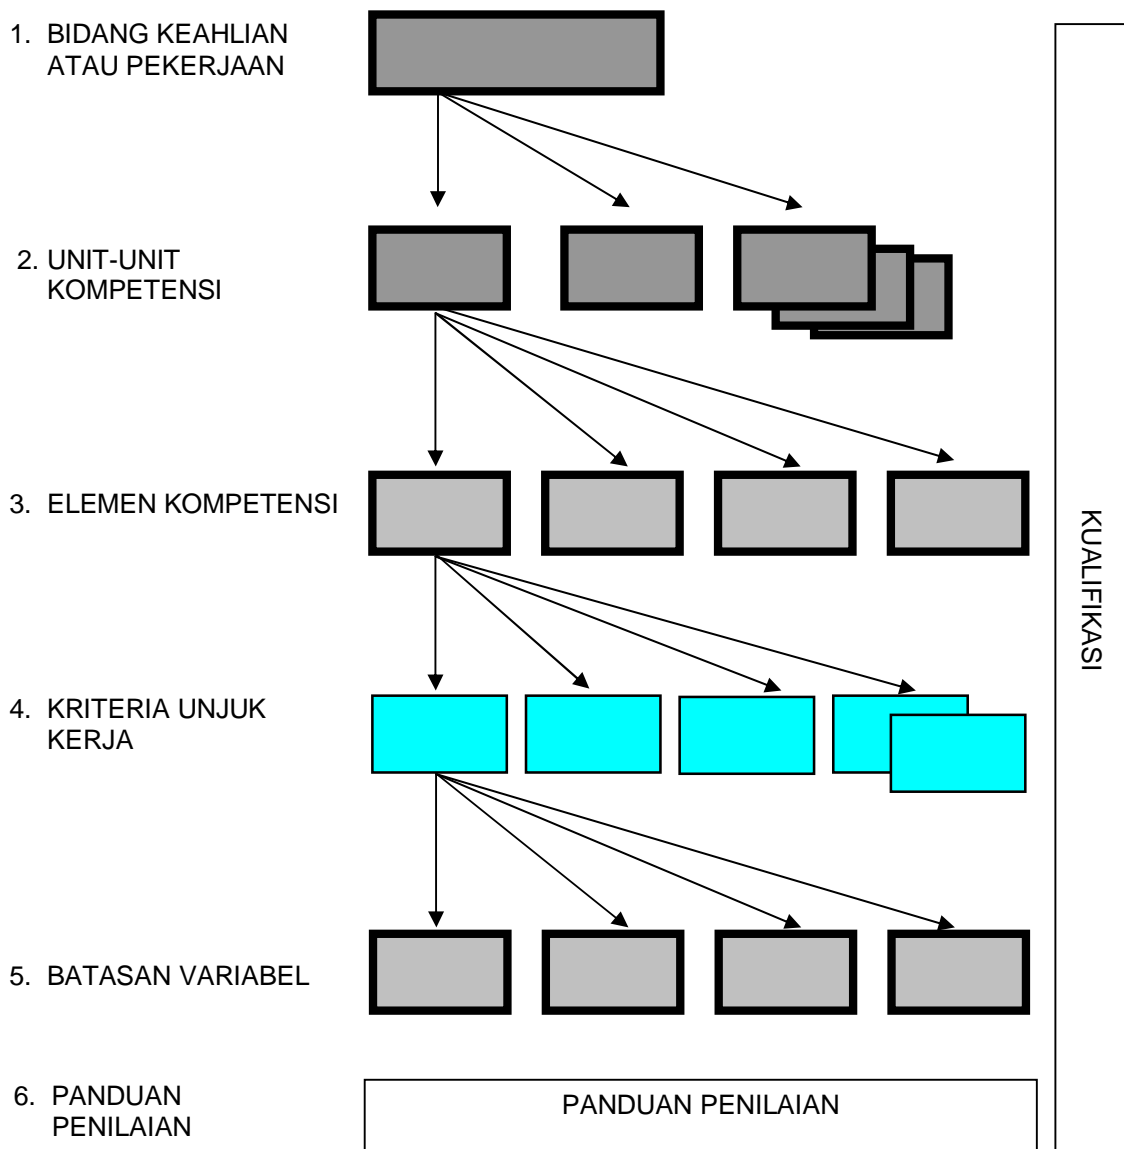 1. BIDANG KEAHLIAN
ATAU PEKERJAAN
2. UNIT-UNIT
KOMPETENSI
3. ELEMEN KOMPETENSI
4. KRITERIA UNJUK
KERJA
5. BATASAN VARIABEL
6. PANDUAN
PENILAIAN
PANDUAN PENILAIAN
KUALIFIKASI